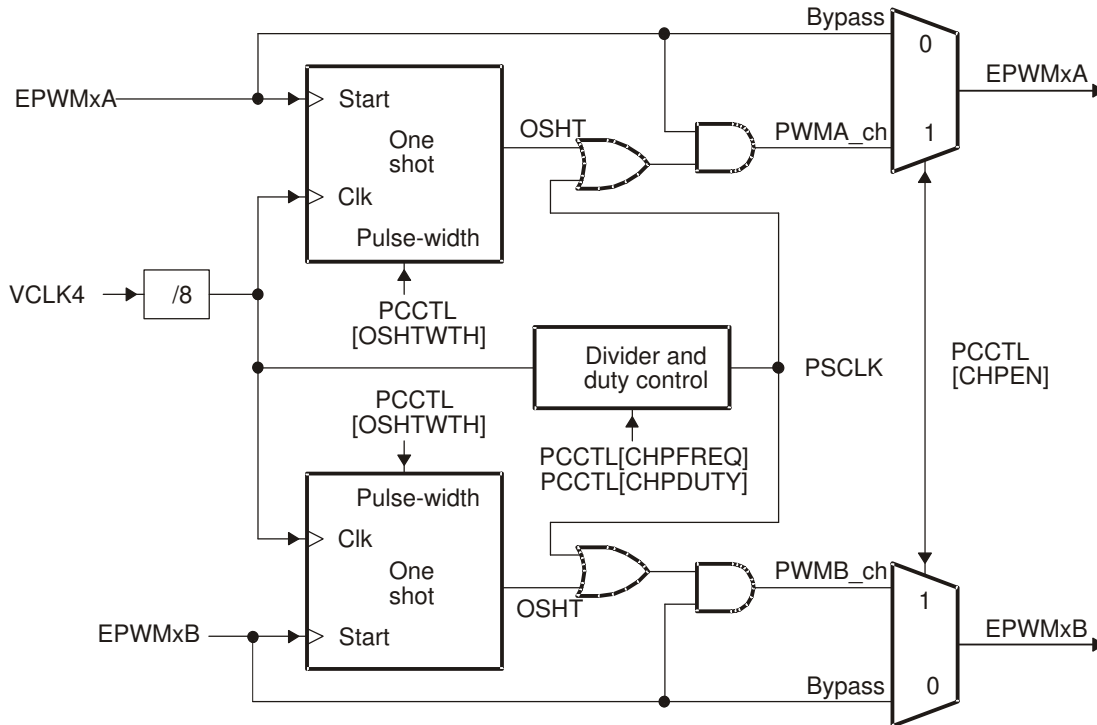 Bypass
0
EPWMxA
EPWMxA
Start
OSHT
One
shot
PWMA_ch
1
Clk
Pulse-width
VCLK4
/8
PCCTL
[OSHTWTH]
Divider and
duty control
PSCLK
PCCTL
[CHPEN]
PCCTL
[OSHTWTH]
PCCTL[CHPFREQ]
PCCTL[CHPDUTY]
Pulse-width
Clk
PWMB_ch
One
shot
OSHT
1
EPWMxB
Start
EPWMxB
Bypass
0